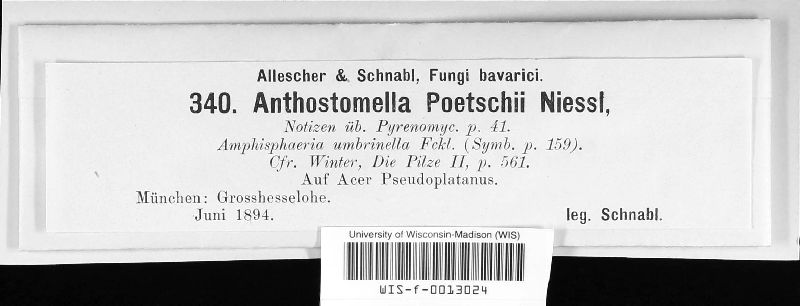 Allescher & Schnabl, Fungi bavarici.
340. Anthostomella Poetschii Niessl,
Notizen üb. Pyrenomyc. p. 41.
Amphisphaeria umbrinella Fckl. (Symb. p. 159).
Cfr. Winter, Die Pilze II, p. 561.
Auf Acer Pseudoplatanus.
München: Grosshesselohe.
Juni 1894. leg. Schnabl.
University of Wisconsin-Madison (WIS)
WIS-f-0013024